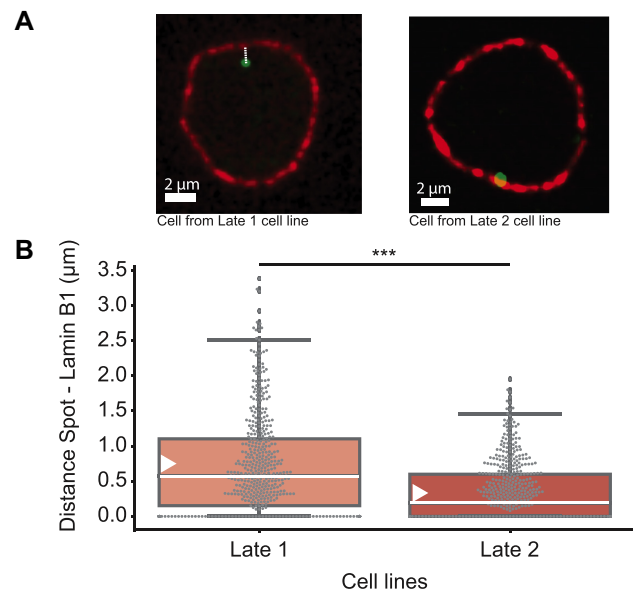 A
2 μm
2 μm
Cell from Late 1 cell line
Cell from Late 2 cell line
B
Distance Spot - Lamin B1 (μm)
***
3.5
3.0
2.5
2.0
1.5
1.0
0.5
0.0
Late 1
Late 2
Cell lines